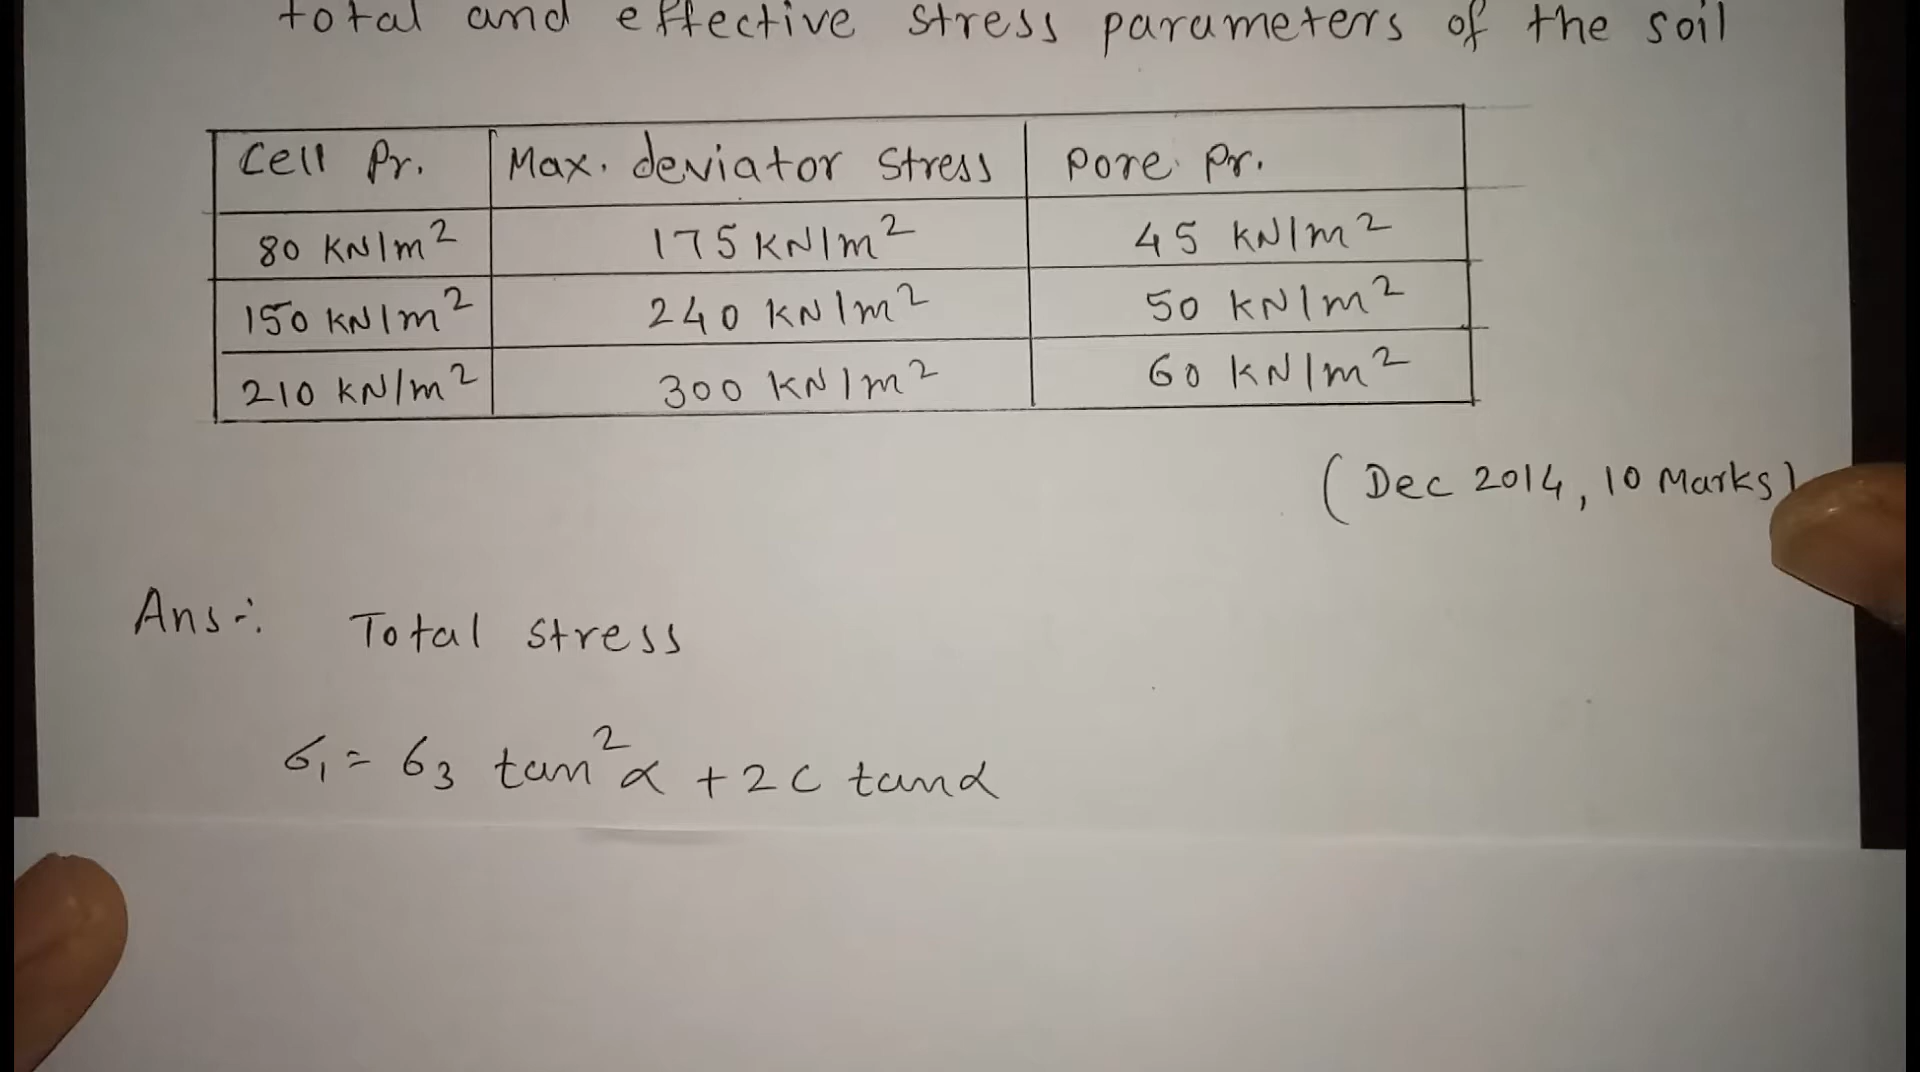 total and effective stress parameters of the soil
Cell Pr. Max. deviator stress Pore Pr.
80 KN/m² 175 KN/m² 45 KN/m²
150 KN/m² 240 KN/m² 50 KN/m²
210 KN/m² 300 KN/m² 60 KN/m²
(Dec 2014, 10 Marks)
Ans:- Total stress
σ₁ = σ₃ tan²α + 2C tanα